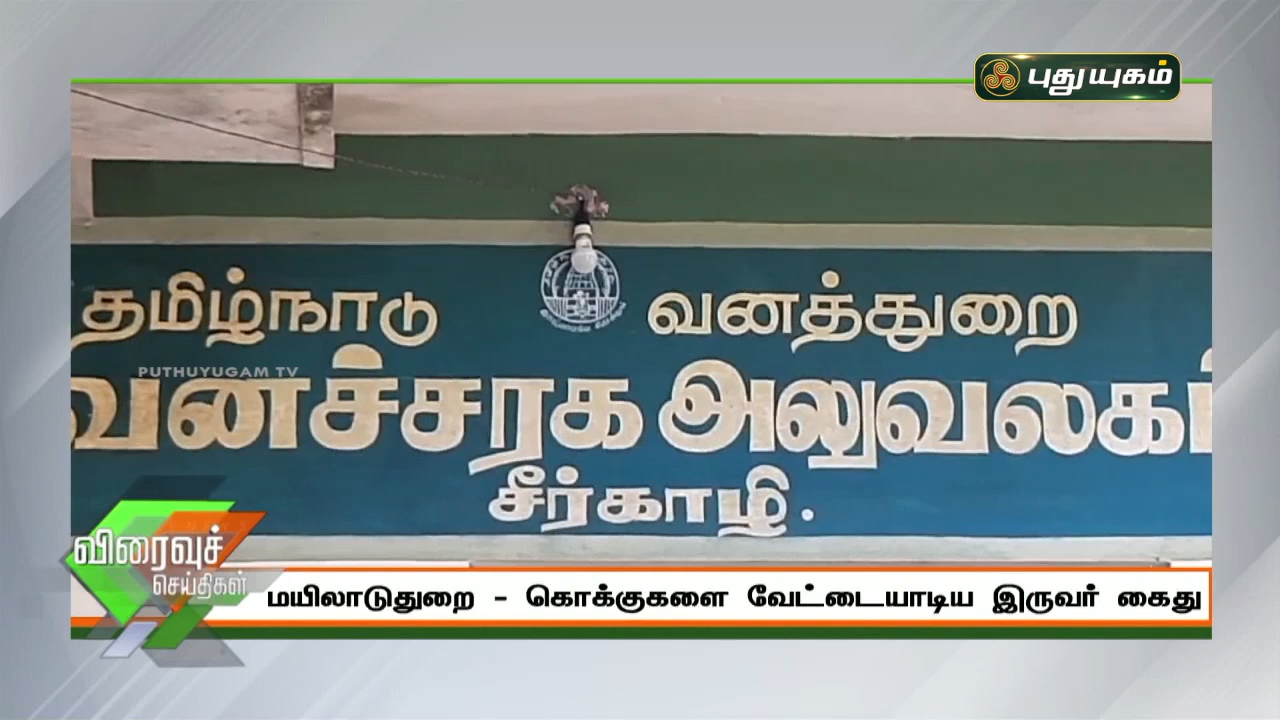 புதுயுகம்
தமிழ்நாடு வனத்துறை
வனச்சரக அலுவலகம்
PUTHUYUGAM TV
சீர்காழி.
விரைவுச்
செய்திகள்
மயிலாடுதுறை - கொக்குகளை வேட்டையாடிய இருவர் கைது